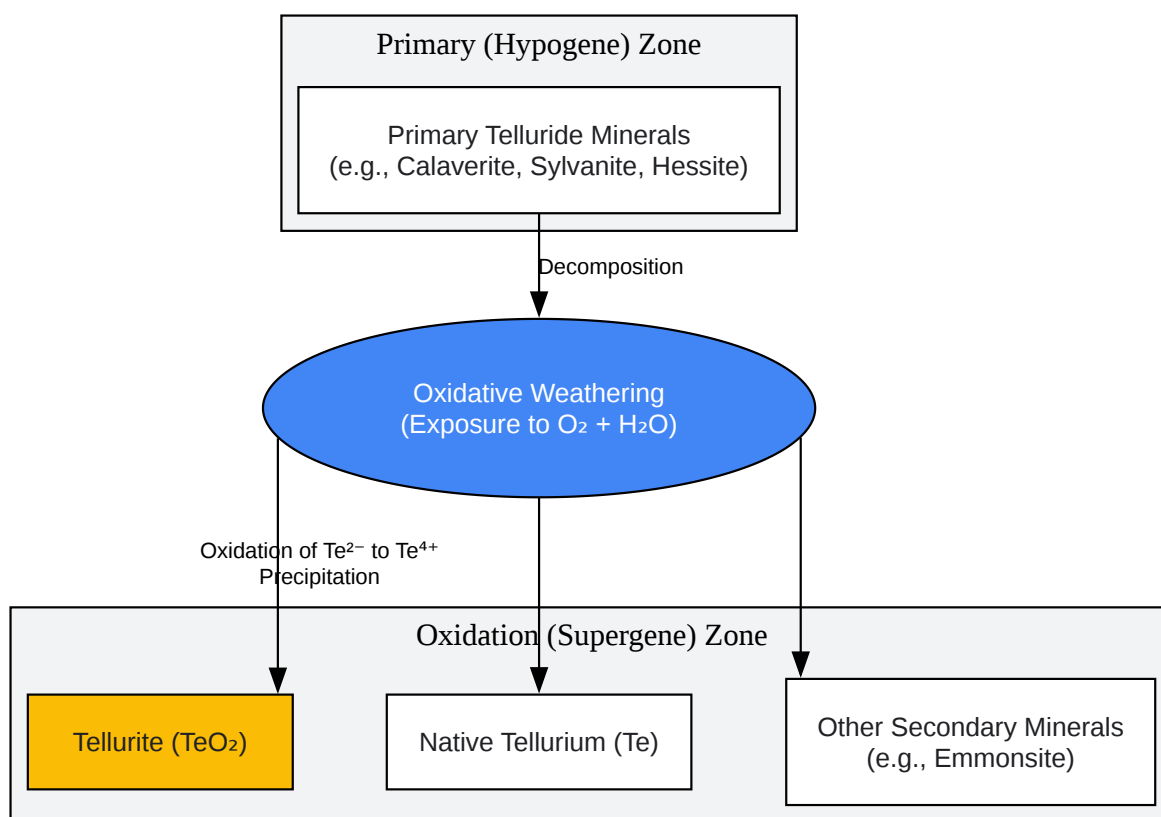 Primary (Hypogene) Zone
Primary Telluride Minerals
(e.g., Calaverite, Sylvanite, Hessite)
Decomposition
Oxidative Weathering
(Exposure to O₂ + H₂O)
Oxidation of Te²⁻ to Te⁴⁺
Precipitation
Oxidation (Supergene) Zone
Tellurite (TeO₂)
Native Tellurium (Te)
Other Secondary Minerals
(e.g., Emmonsite)